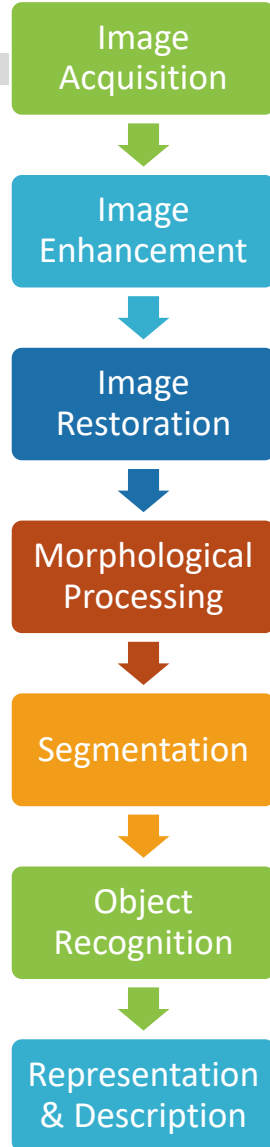 Image
Acquisition
Image
Enhancement
Image
Restoration
Morphological
Processing
Segmentation
Object
Recognition
Representation
& Description